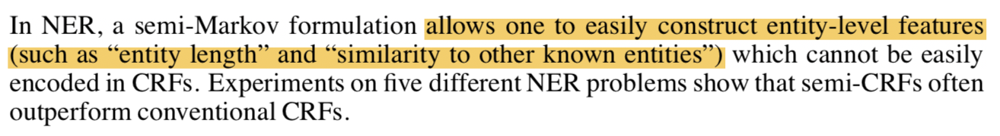 In NER, a semi-Markov formulation allows one to easily construct entity-level features
(such as “entity length” and “similarity to other known entities”) which cannot be easily
encoded in CRFs. Experiments on five different NER problems show that semi-CRFs often
outperform conventional CRFs.